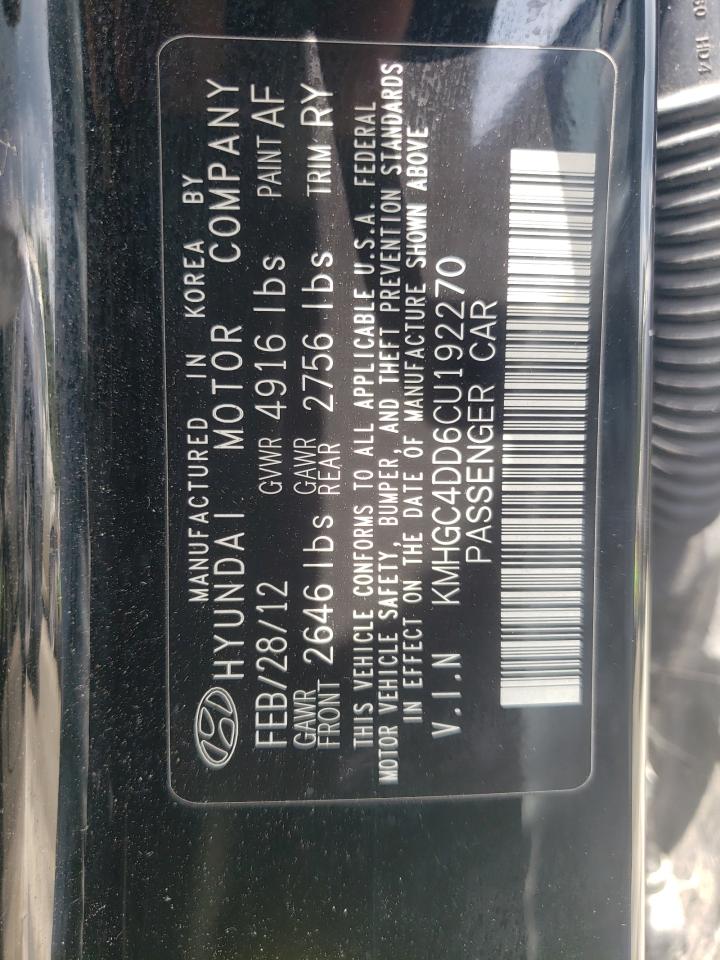 MANUFACTURED IN KOREA BY
HYUNDAI MOTOR COMPANY
FEB/28/12 GVWR 4916 lbs PAINT AF
GAWR FRONT 2646 lbs GAWR REAR 2756 lbs TRIM RY
THIS VEHICLE CONFORMS TO ALL APPLICABLE U.S.A. FEDERAL
MOTOR VEHICLE SAFETY, BUMPER, AND THEFT PREVENTION STANDARDS
IN EFFECT ON THE DATE OF MANUFACTURE SHOWN ABOVE
V.I.N KMHGC4DD6CU192270
PASSENGER CAR